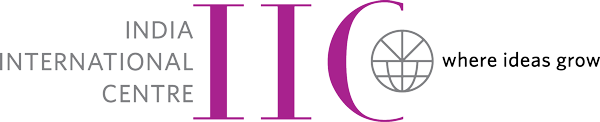 INDIA
INTERNATIONAL
CENTRE
IIC
where ideas grow